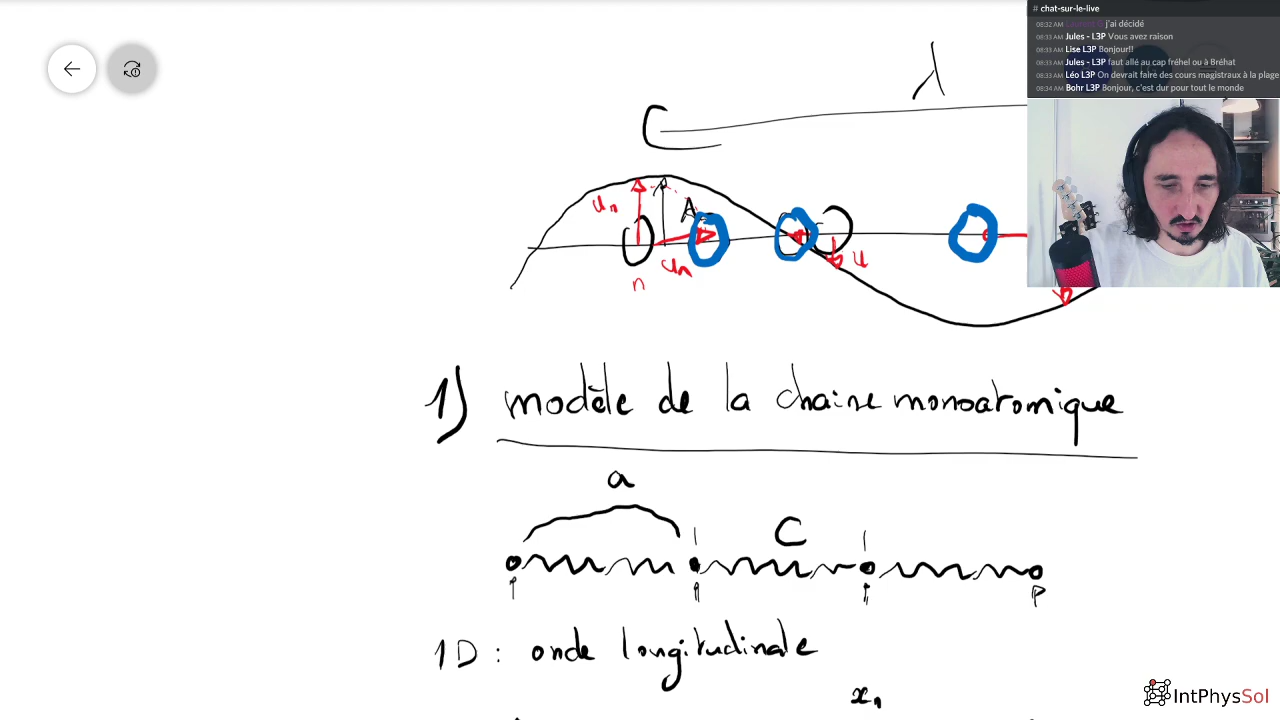 # chat-sur-le-live
08:32 AM Laurent G j'ai décidé
08:33 AM Jules - L3P Vous avez raison
08:33 AM Lise L3P Bonjour!!
08:33 AM Jules - L3P faut allé au cap fréhel ou à Bréhat
08:33 AM Léo L3P On devrait faire des cours magistraux à la plage
08:34 AM Bohr L3P Bonjour, c'est dur pour tout le monde
λ
uₙ
A
uₙ
u
n
1) modèle de la chaine monoatomique
a
C
1D : onde longitudinale
xₙ
IntPhysSol